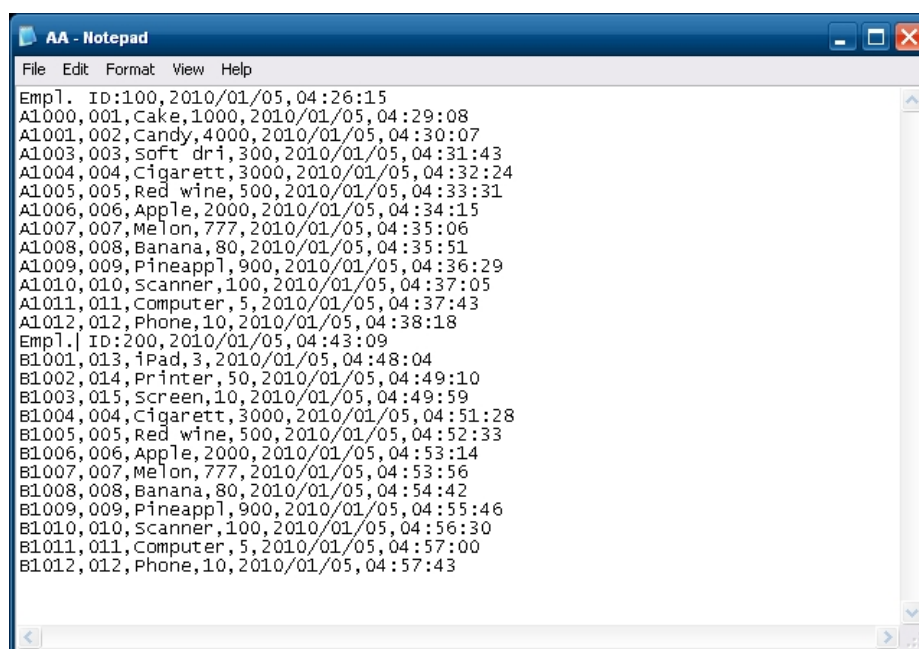 AA - Notepad
File Edit Format View Help
Empl. ID:100,2010/01/05,04:26:15
A1000,001,Cake,1000,2010/01/05,04:29:08
A1001,002,Candy,4000,2010/01/05,04:30:07
A1003,003,Soft dri,300,2010/01/05,04:31:43
A1004,004,Cigarett,3000,2010/01/05,04:32:24
A1005,005,Red wine,500,2010/01/05,04:33:31
A1006,006,Apple,2000,2010/01/05,04:34:15
A1007,007,Melon,777,2010/01/05,04:35:06
A1008,008,Banana,80,2010/01/05,04:35:51
A1009,009,Pineappl,900,2010/01/05,04:36:29
A1010,010,Scanner,100,2010/01/05,04:37:05
A1011,011,Computer,5,2010/01/05,04:37:43
A1012,012,Phone,10,2010/01/05,04:38:18
Empl. ID:200,2010/01/05,04:43:09
B1001,013,iPad,3,2010/01/05,04:48:04
B1002,014,Printer,50,2010/01/05,04:49:10
B1003,015,Screen,10,2010/01/05,04:49:59
B1004,004,Cigarett,3000,2010/01/05,04:51:28
B1005,005,Red wine,500,2010/01/05,04:52:33
B1006,006,Apple,2000,2010/01/05,04:53:14
B1007,007,Melon,777,2010/01/05,04:53:56
B1008,008,Banana,80,2010/01/05,04:54:42
B1009,009,Pineappl,900,2010/01/05,04:55:46
B1010,010,Scanner,100,2010/01/05,04:56:30
B1011,011,Computer,5,2010/01/05,04:57:00
B1012,012,Phone,10,2010/01/05,04:57:43